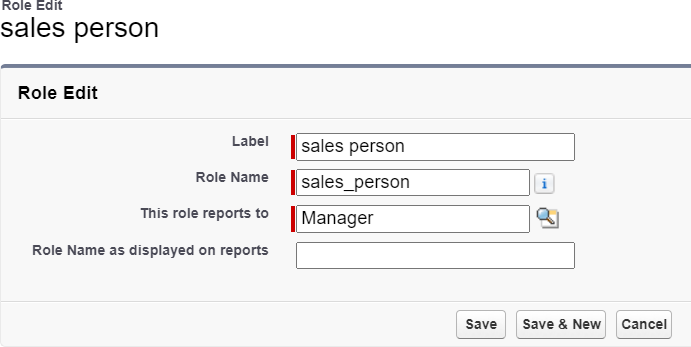 Role Edit
sales person
Role Edit
Label sales person
Role Name sales_person i
This role reports to Manager
Role Name as displayed on reports
Save Save & New Cancel